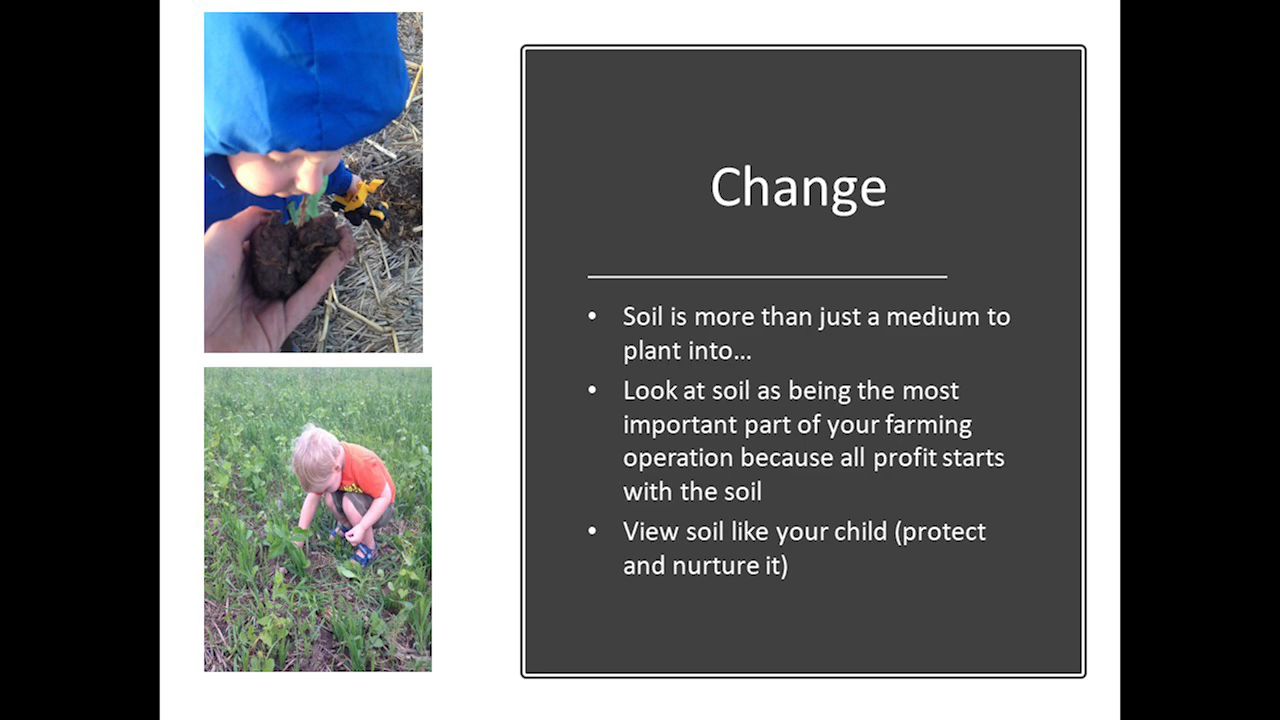 Change
• Soil is more than just a medium to
plant into...
• Look at soil as being the most
important part of your farming
operation because all profit starts
with the soil
• View soil like your child (protect
and nurture it)